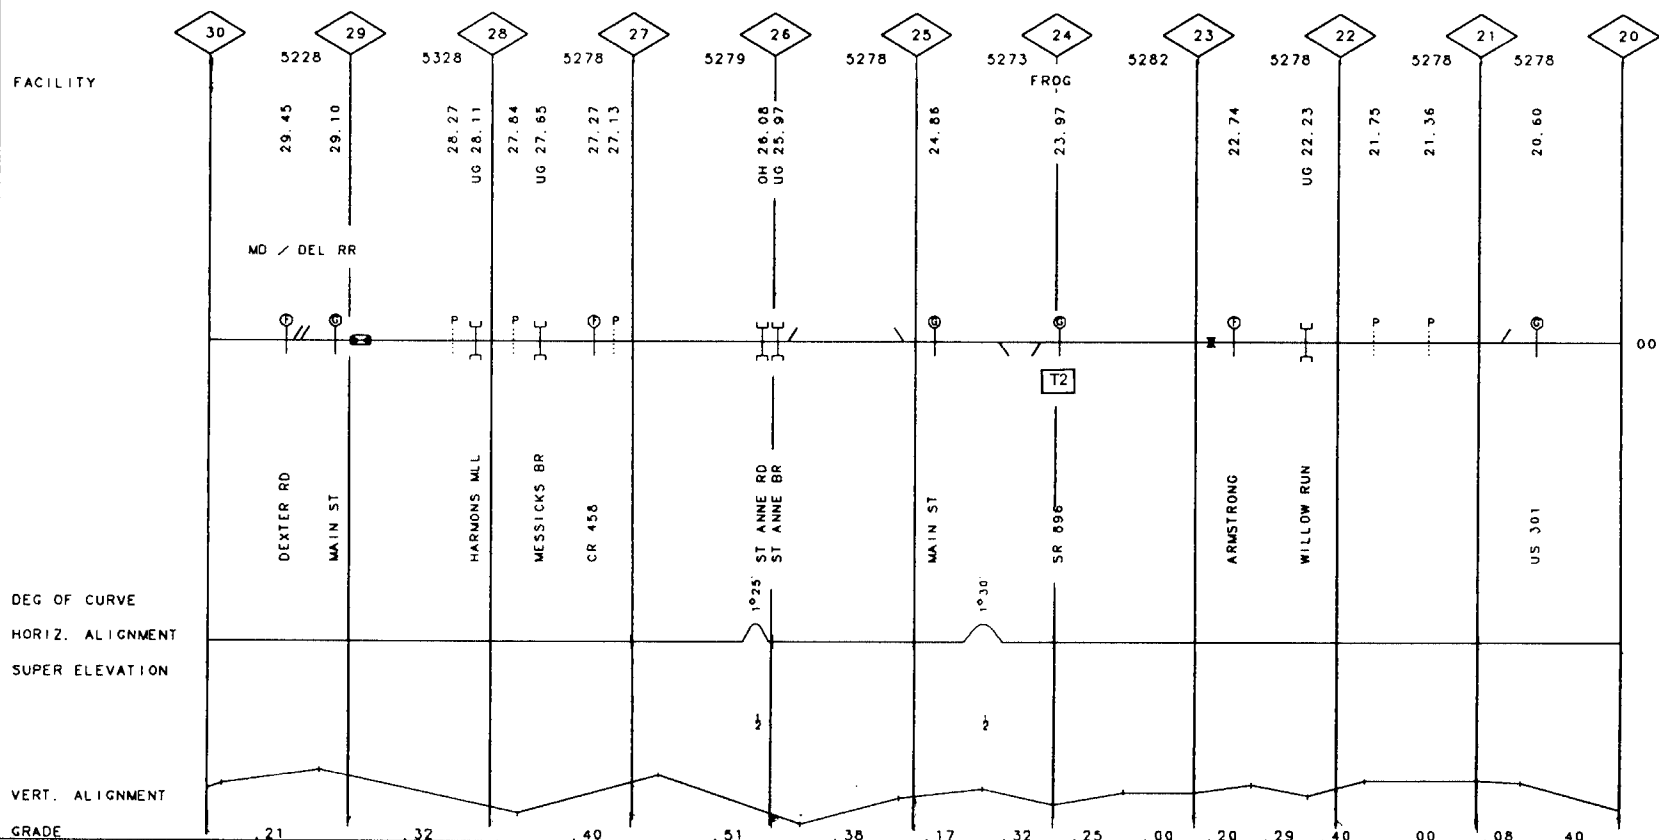 30 29 28 27 26 25 24 23 22 21 20
5228 5328 5278 5279 5278 5273 5282 5278 5278 5278
FACILITY
FROG
29.45
29.10
28.27
UG 28.11
27.84
UG 27.65
27.27
27.13
OH 26.08
UG 25.97
24.86
23.97
22.74
UG 22.23
21.75
21.36
20.60
MD / DEL RR
F G P P F P G G F P P G
00
T2
DEXTER RD
MAIN ST
HARMONS MLL
MESSICKS BR
CR 458
ST ANNE RD
ST ANNE BR
MAIN ST
SR 896
ARMSTRONG
WILLOW RUN
US 301
DEG OF CURVE
1°25'
1°30'
HORIZ. ALIGNMENT
SUPER ELEVATION
1/2 1/2
VERT. ALIGNMENT
GRADE .21 .32 .40 .51 .38 .17 .32 .25 .00 .20 .29 .40 .00 .08 .40